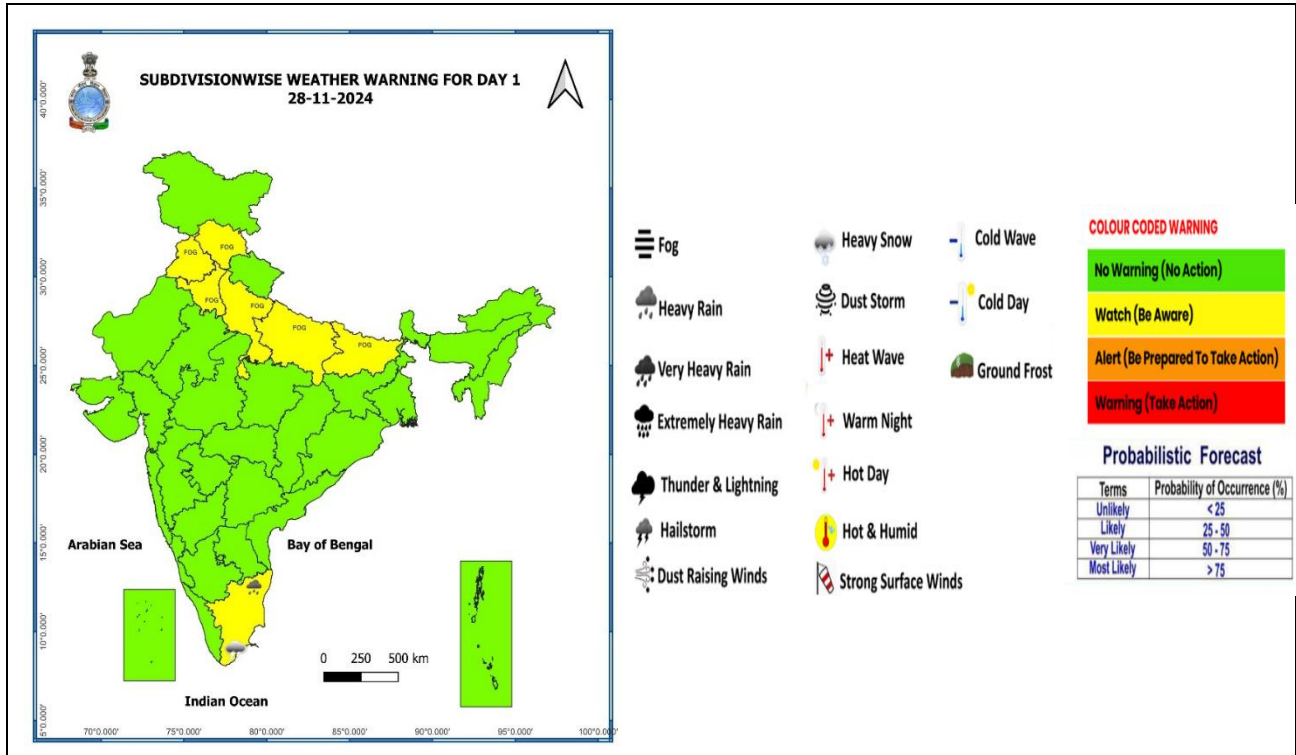 SUBDIVISIONWISE WEATHER WARNING FOR DAY 1
28-11-2024
40°0.000'
35°0.000'
30°0.000'
25°0.000'
20°0.000'
15°0.000'
10°0.000'
5°0.000'
FOG
FOG
FOG
FOG
FOG
FOG
Arabian Sea
Bay of Bengal
0 250 500 km
Indian Ocean
70°0.000' 75°0.000' 80°0.000' 85°0.000' 90°0.000' 95°0.000' 100°0.000'
Fog
Heavy Rain
Very Heavy Rain
Extremely Heavy Rain
Thunder & Lightning
Hailstorm
Dust Raising Winds
Heavy Snow
Dust Storm
Heat Wave
Warm Night
Hot Day
Hot & Humid
Strong Surface Winds
Cold Wave
Cold Day
Ground Frost
COLOUR CODED WARNING
No Warning (No Action)
Watch (Be Aware)
Alert (Be Prepared To Take Action)
Warning (Take Action)
Probabilistic Forecast
Terms Probability of Occurrence (%)
Unlikely < 25
Likely 25 - 50
Very Likely 50 - 75
Most Likely > 75